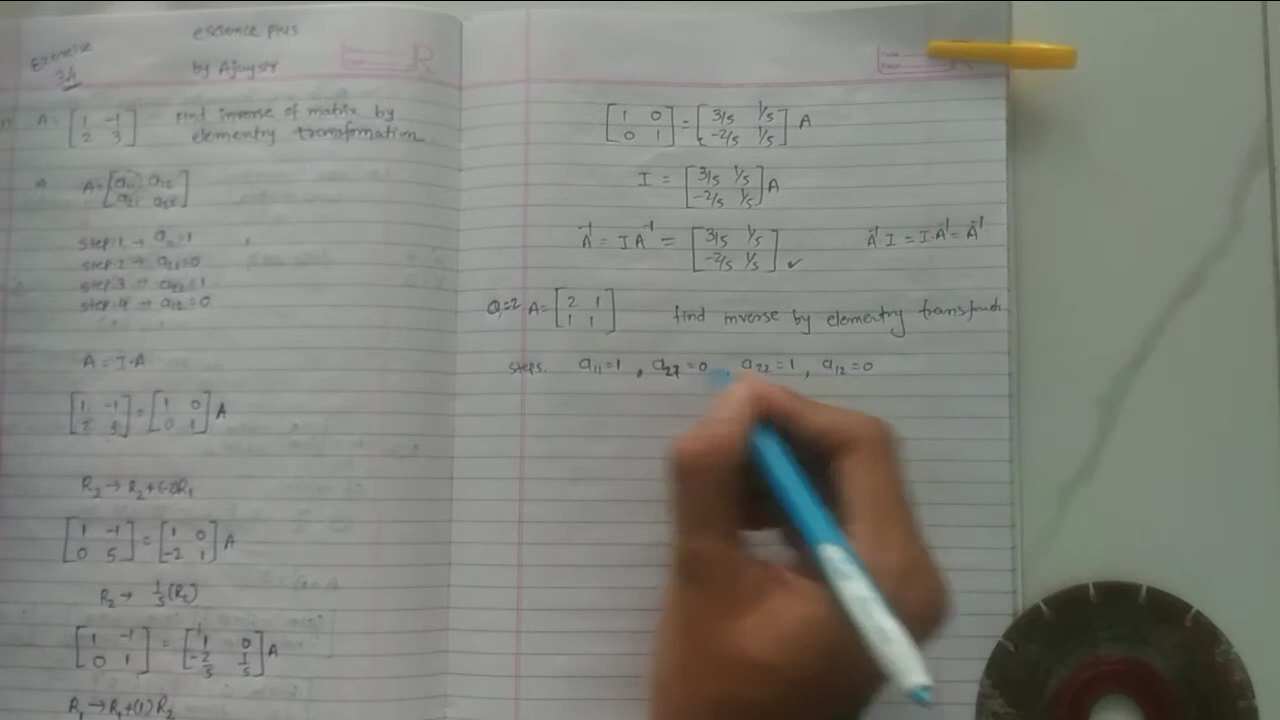 escience plus
Exercise
3.4
by Ajaysir
A = [1 -1; 2 3] Find inverse of matrix by
elementry transfomation
⇒ A = [a₁₁ a₁₂; a₂₁ a₂₂]
step:1 → a₁₁=1
step:2 → a₂₁=0
step 3 → a₂₂=1
step 4 → a₁₂=0
A = I·A
[1 -1; 2 3] = [1 0; 0 1] A
R₂ → R₂+(-2)R₁
[1 -1; 0 5] = [1 0; -2 1] A
R₂ → 1/5(R₂)
[1 -1; 0 1] = [1 0; -2/5 1/5] A
R₁ → R₁+(1)R₂
[1 0; 0 1] = [3/5 1/5; -2/5 1/5] A
I = [3/5 1/5; -2/5 1/5] A
A⁻¹ = I A⁻¹ = [3/5 1/5; -2/5 1/5] ✓ A⁻¹·I = I·A⁻¹ = A⁻¹
Q=2 A = [2 1; 1 1] find inverse by elementry
steps. a₁₁=1, =0, a₂₂=1, a₁₂=0